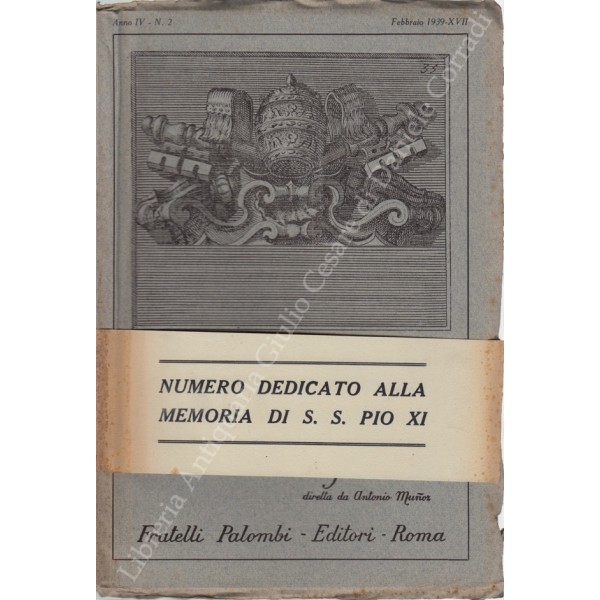 Anno IV - N. 2
Febbraio 1939-XVII
35
NUMERO DEDICATO ALLA
MEMORIA DI S. S. PIO XI
diretta da Antonio Muñoz
Fratelli Palombi - Editori - Roma
Libreria Antiquaria Giulio Cesare di Daniele Corradi